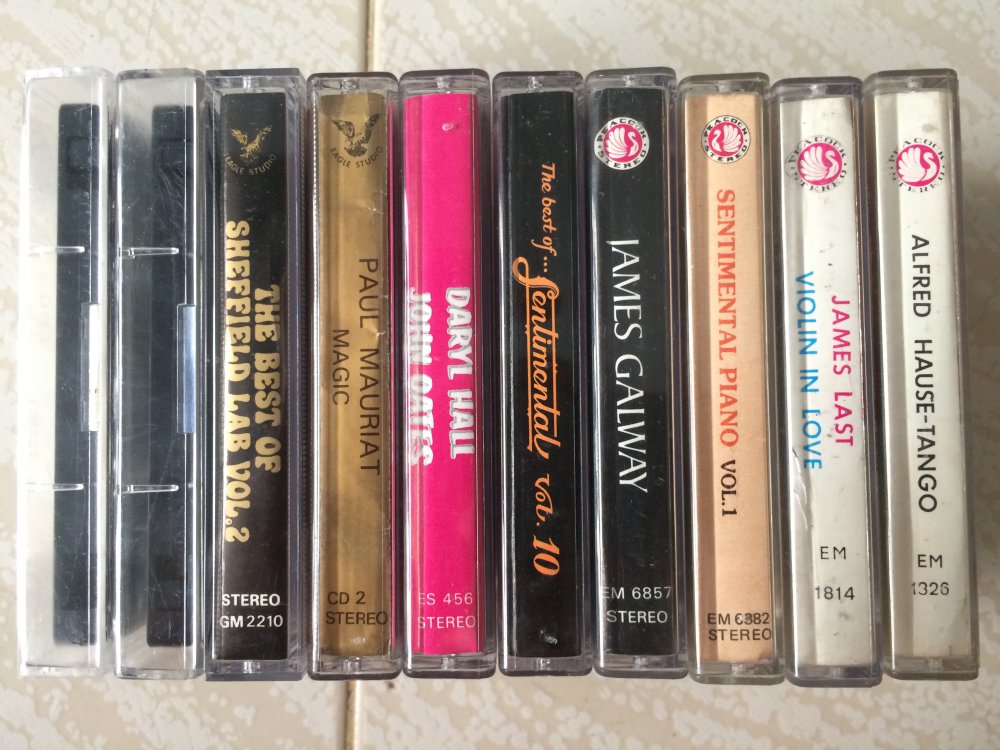 EAGLE STUDIO
THE BEST OF
SHEFFIELD LAB VOL.2
STEREO
GM 2210
EAGLE STUDIO
PAUL MAURIAT
MAGIC
CD 2
STEREO
DARYL HALL
JOHN OATES
ES 456
STEREO
The best of...
Sentimental vol. 10
PEACOCK
STEREO
JAMES GALWAY
EM 6857
STEREO
PEACOCK
STEREO
SENTIMENTAL PIANO VOL.1
EM 6382
STEREO
PEACOCK
STEREO
JAMES LAST
VIOLIN IN LOVE
EM
1814
PEACOCK
STEREO
ALFRED HAUSE-TANGO
EM
1326